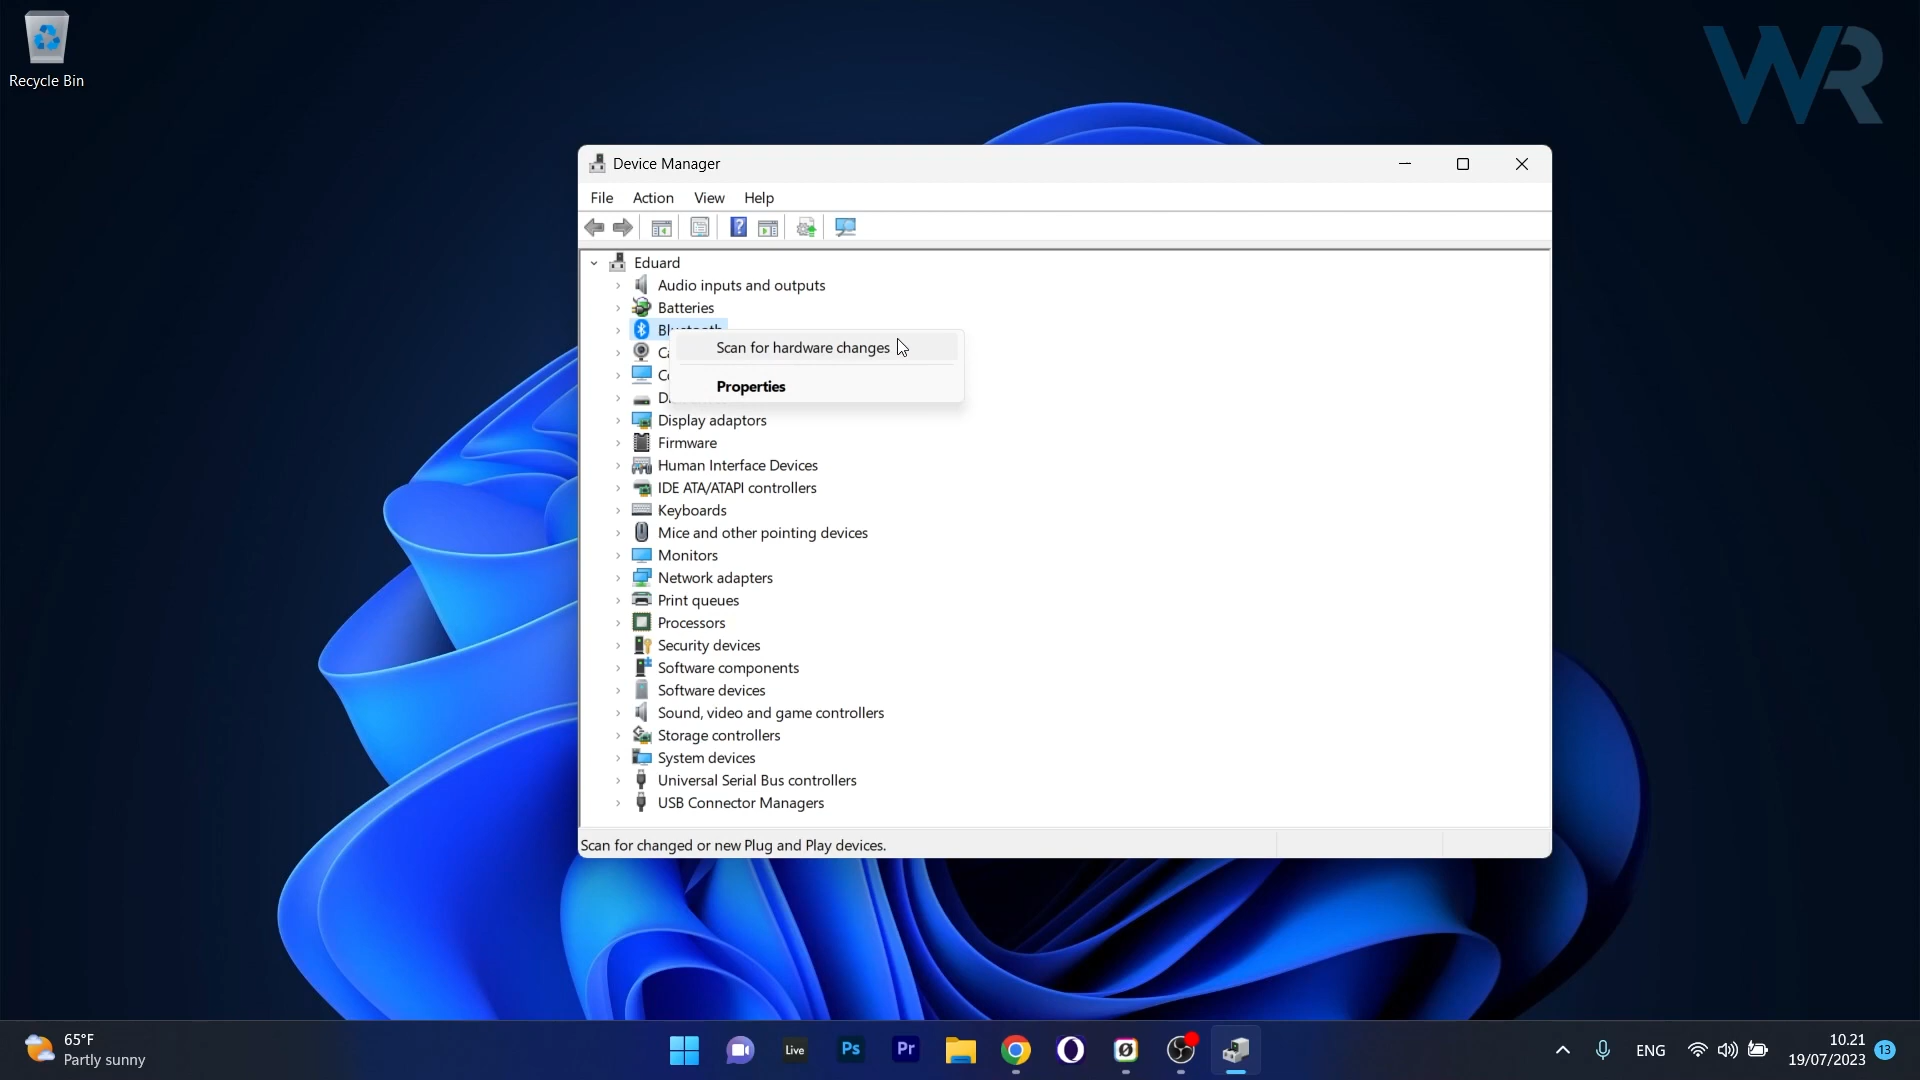 Recycle Bin
WR
Device Manager
File Action View Help
Eduard
Audio inputs and outputs
Batteries
Bluetooth
Scan for hardware changes
Properties
Display adaptors
Firmware
Human Interface Devices
IDE ATA/ATAPI controllers
Keyboards
Mice and other pointing devices
Monitors
Network adapters
Print queues
Processors
Security devices
Software components
Software devices
Sound, video and game controllers
Storage controllers
System devices
Universal Serial Bus controllers
USB Connector Managers
Scan for changed or new Plug and Play devices.
65°F
Partly sunny
Live
Ps
Pr
ENG
10.21
19/07/2023
13